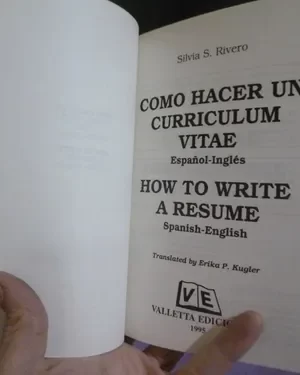 Silvia S. Rivero
COMO HACER UN
CURRICULUM
VITAE
Español-Inglés
HOW TO WRITE
A RESUME
Spanish-English
Translated by Erika P. Kugler
VE
VALLETTA EDICI
1995